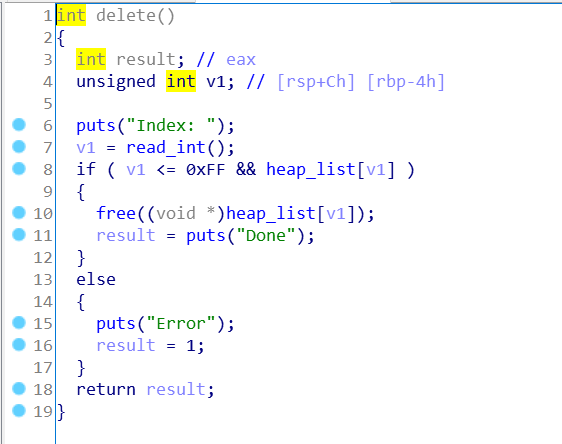 1 int delete()
2 {
3   int result; // eax
4   unsigned int v1; // [rsp+Ch] [rbp-4h]
5
6   puts("Index: ");
7   v1 = read_int();
8   if ( v1 <= 0xFF && heap_list[v1] )
9   {
10     free((void *)heap_list[v1]);
11     result = puts("Done");
12   }
13   else
14   {
15     puts("Error");
16     result = 1;
17   }
18   return result;
19 }